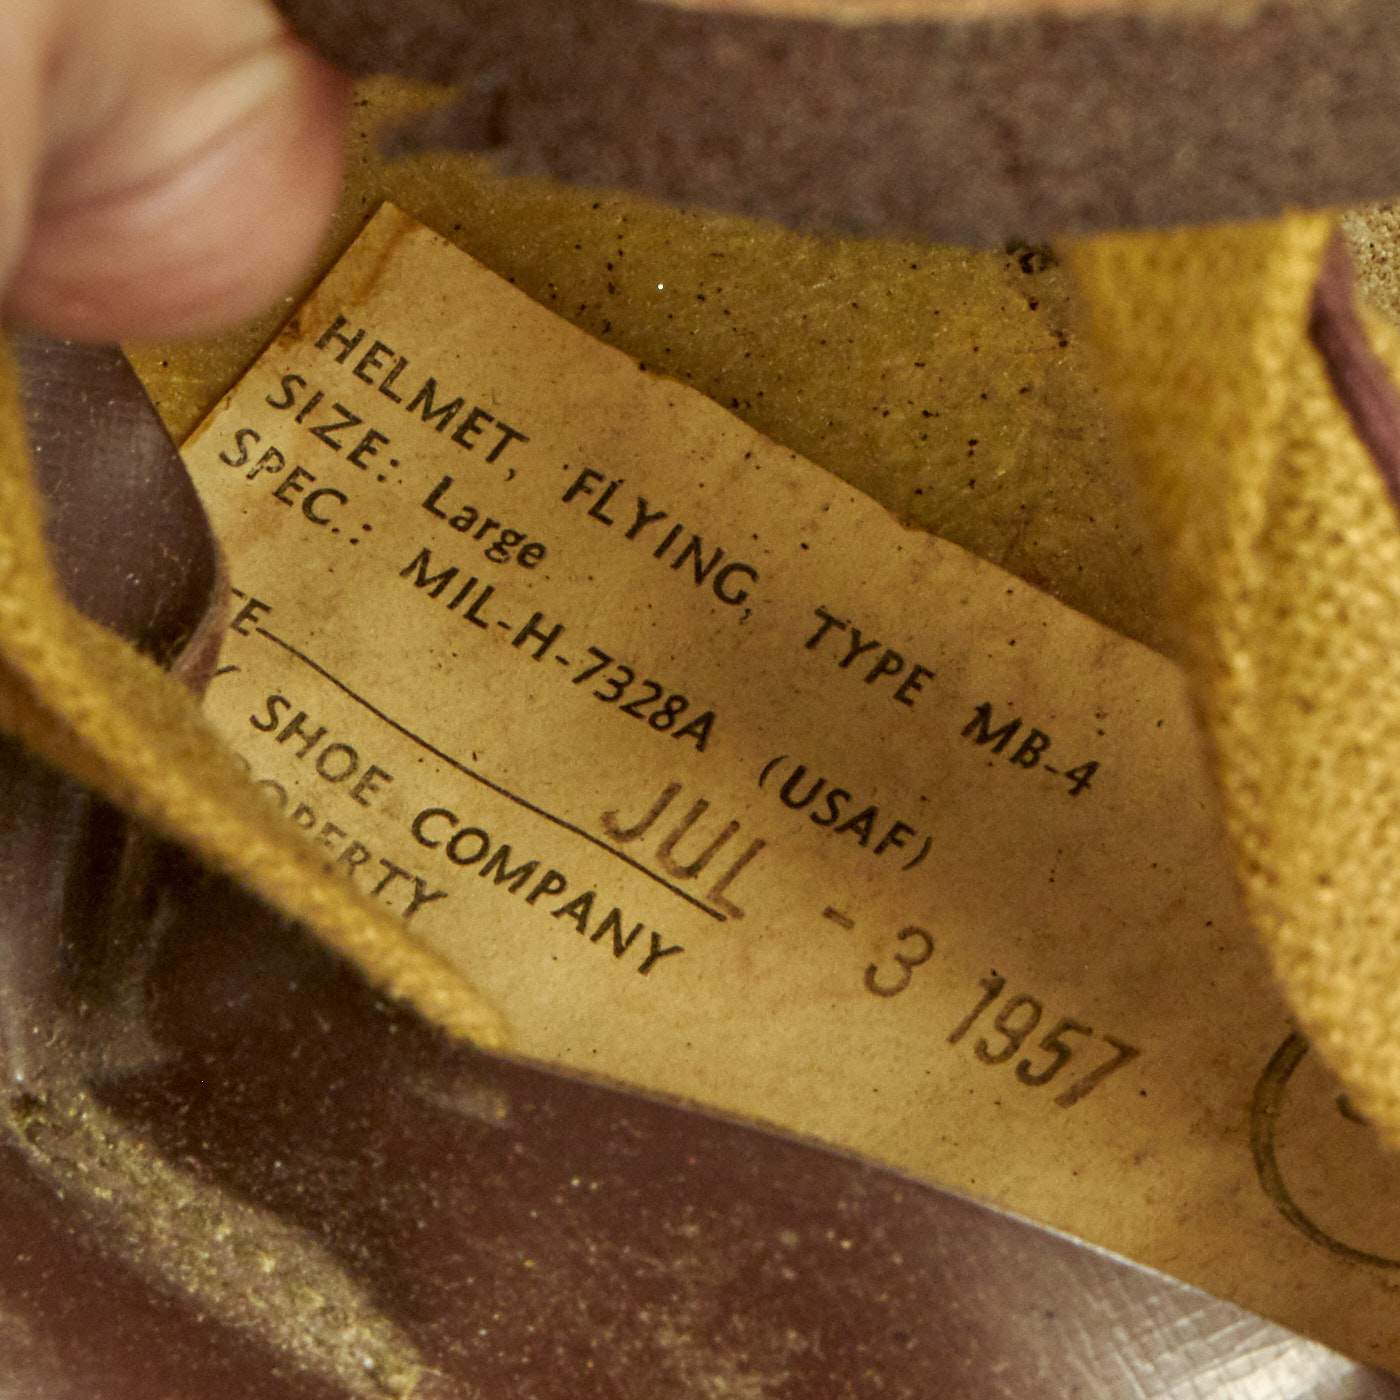 HELMET, FLYING, TYPE MB-4
SIZE: Large
SPEC.: MIL-H-7328A (USAF)
JUL - 3 1957
SHOE COMPANY